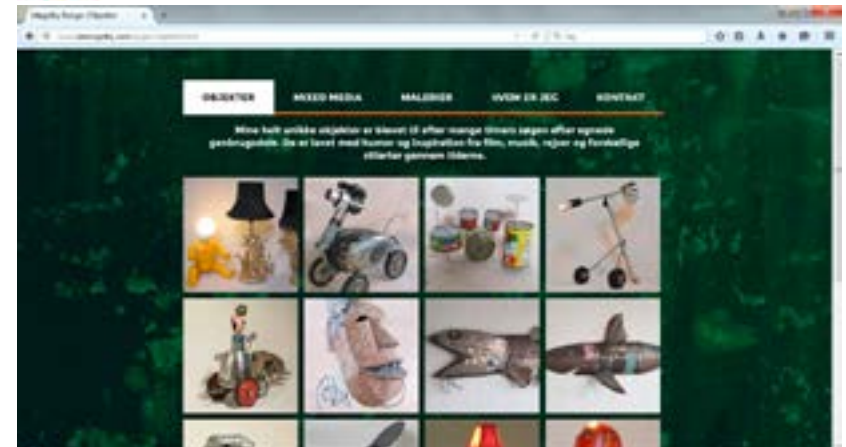 OBJEKTER MIXED MEDIA MALERIER HVEM ER JEG KONTAKT
Mine helt unikke objekter er blevet til efter mange timers søgen efter egnede
genbrugsdele. De er lavet med humor og inspiration fra film, musik, rejser og forskellige
stilarter gennem tiderne.